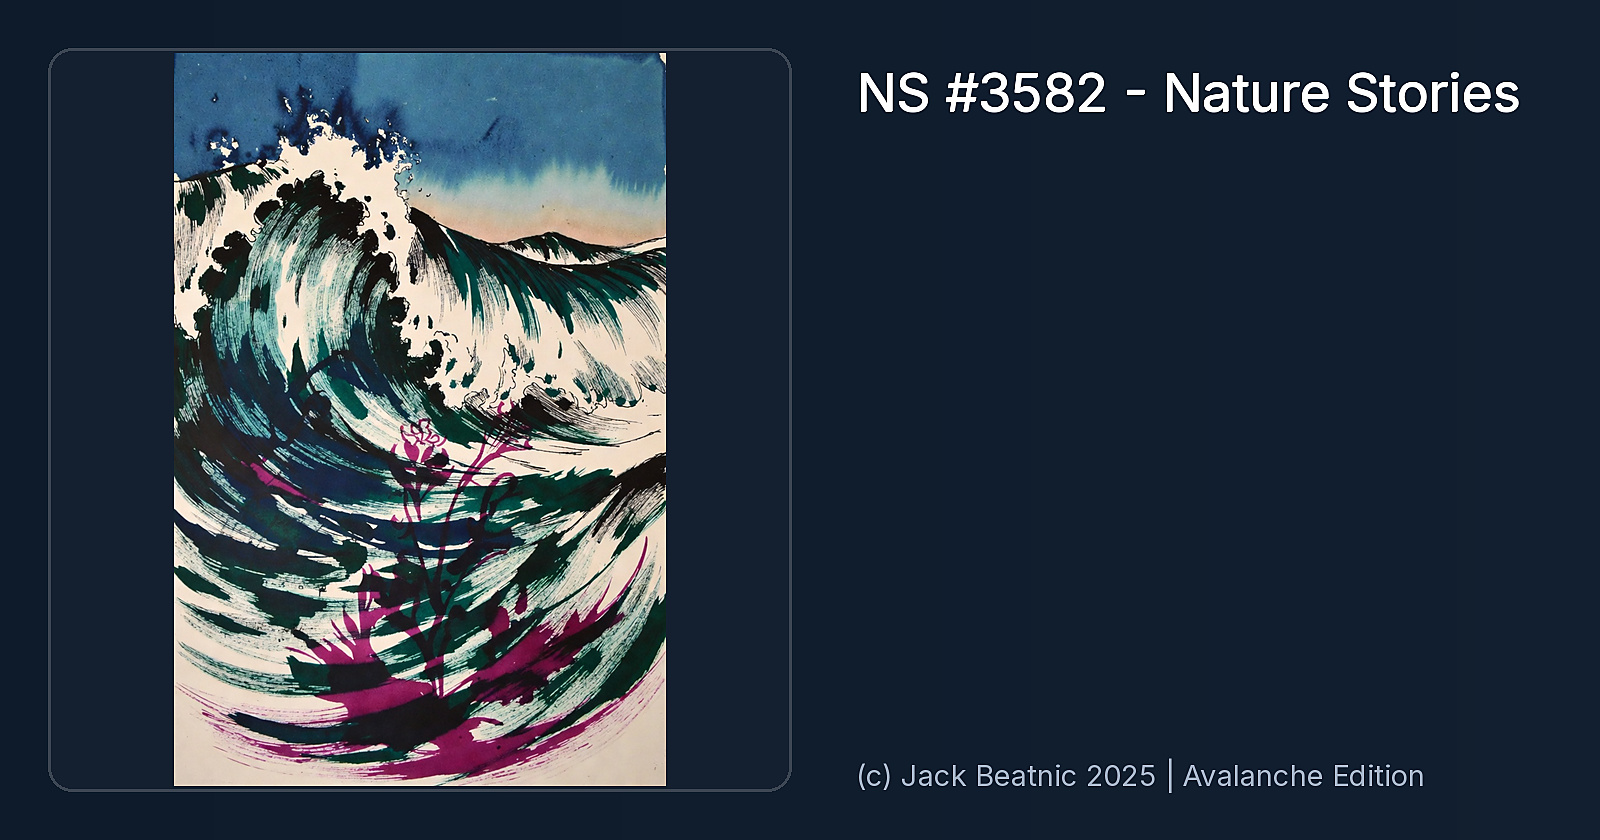 NS #3582 - Nature Stories
(c) Jack Beatnic 2025 | Avalanche Edition